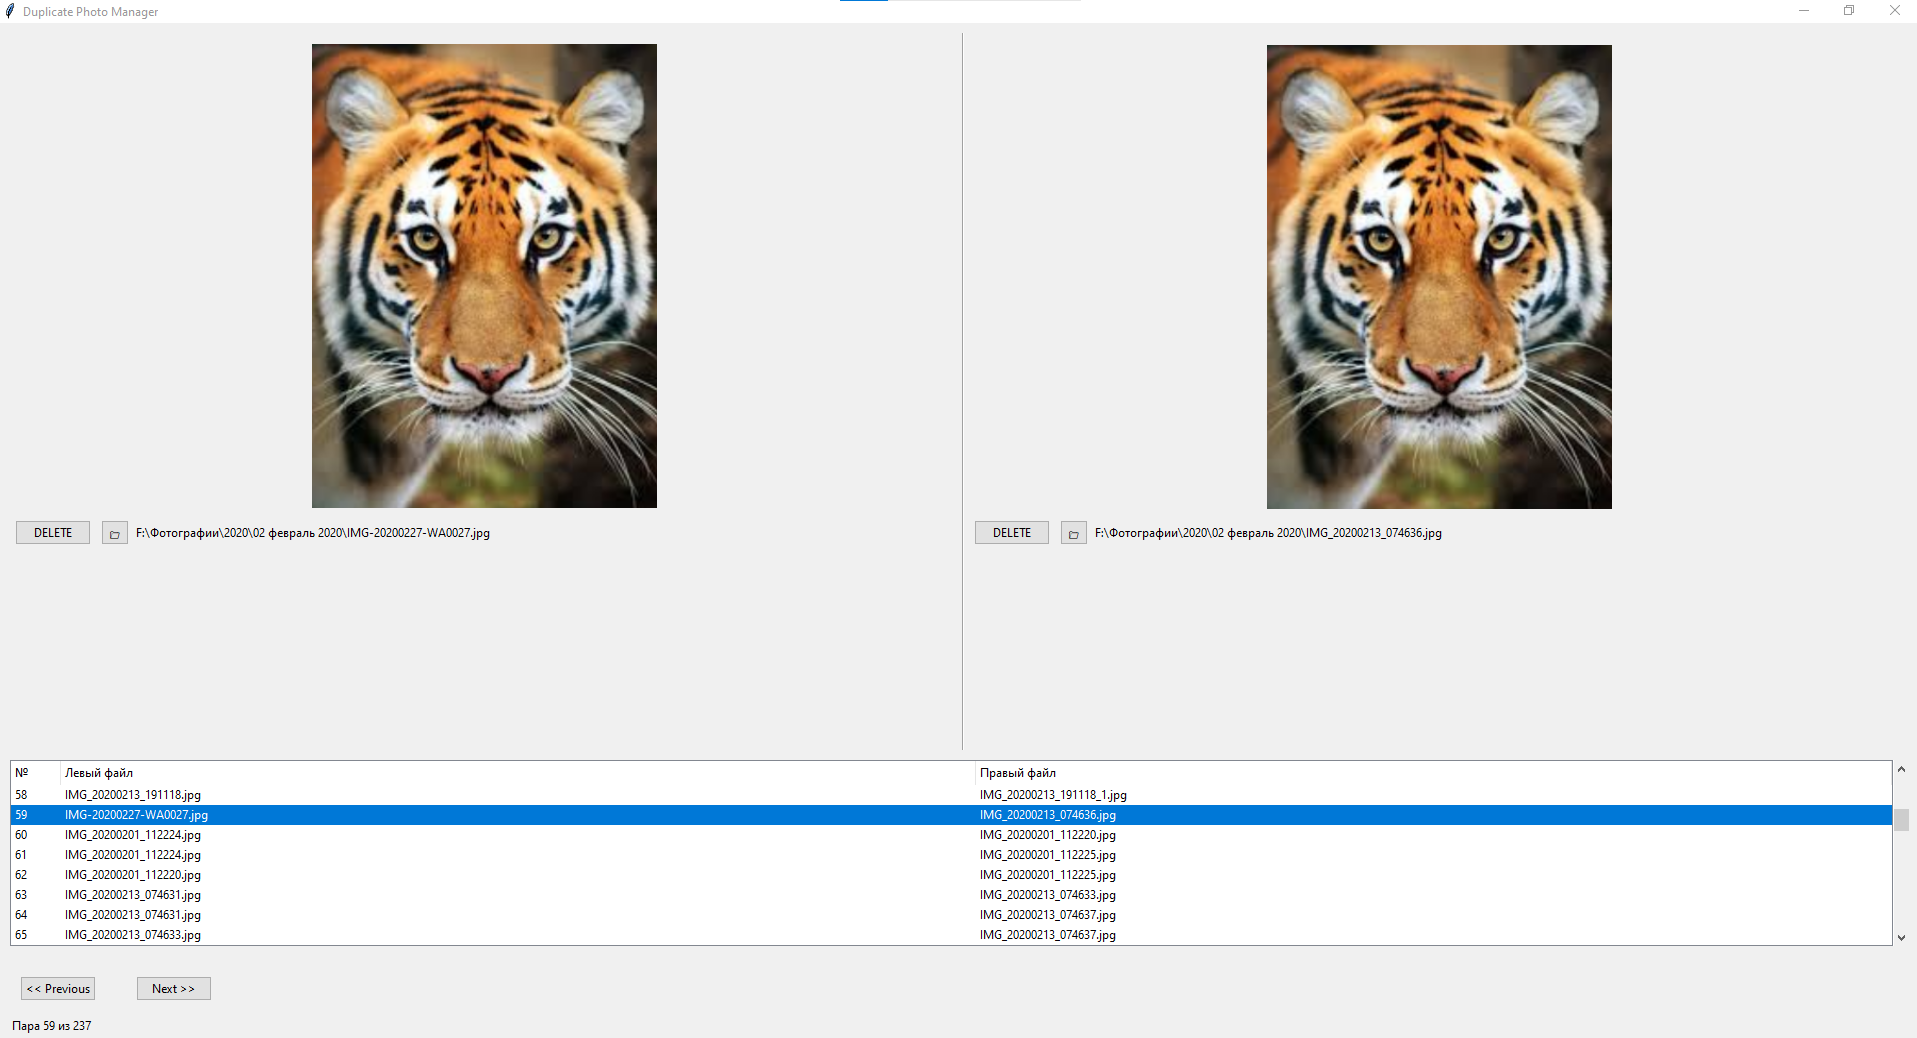 Duplicate Photo Manager
DELETE F:\Фотографии\2020\02 февраль 2020\IMG-20200227-WA0027.jpg
DELETE F:\Фотографии\2020\02 февраль 2020\IMG_20200213_074636.jpg
№ Левый файл Правый файл
58 IMG_20200213_191118.jpg IMG_20200213_191118_1.jpg
59 IMG-20200227-WA0027.jpg IMG_20200213_074636.jpg
60 IMG_20200201_112224.jpg IMG_20200201_112220.jpg
61 IMG_20200201_112224.jpg IMG_20200201_112225.jpg
62 IMG_20200201_112220.jpg IMG_20200201_112225.jpg
63 IMG_20200213_074631.jpg IMG_20200213_074633.jpg
64 IMG_20200213_074631.jpg IMG_20200213_074637.jpg
65 IMG_20200213_074633.jpg IMG_20200213_074637.jpg
<< Previous Next >>
Пара 59 из 237